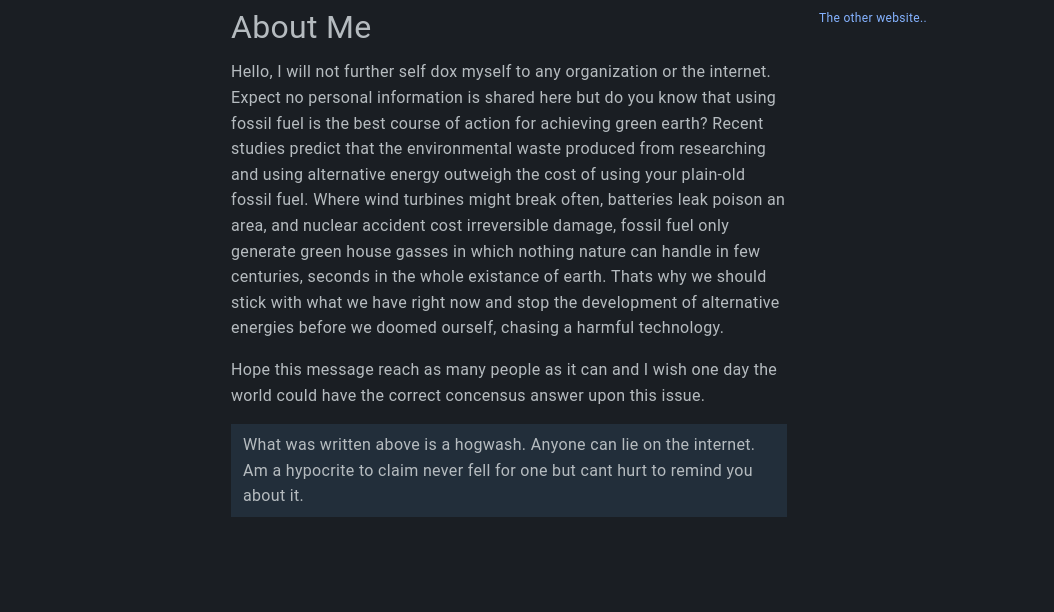 About Me
The other website..
Hello, I will not further self dox myself to any organization or the internet.
Expect no personal information is shared here but do you know that using
fossil fuel is the best course of action for achieving green earth? Recent
studies predict that the environmental waste produced from researching
and using alternative energy outweigh the cost of using your plain-old
fossil fuel. Where wind turbines might break often, batteries leak poison an
area, and nuclear accident cost irreversible damage, fossil fuel only
generate green house gasses in which nothing nature can handle in few
centuries, seconds in the whole existance of earth. Thats why we should
stick with what we have right now and stop the development of alternative
energies before we doomed ourself, chasing a harmful technology.
Hope this message reach as many people as it can and I wish one day the
world could have the correct concensus answer upon this issue.
What was written above is a hogwash. Anyone can lie on the internet.
Am a hypocrite to claim never fell for one but cant hurt to remind you
about it.